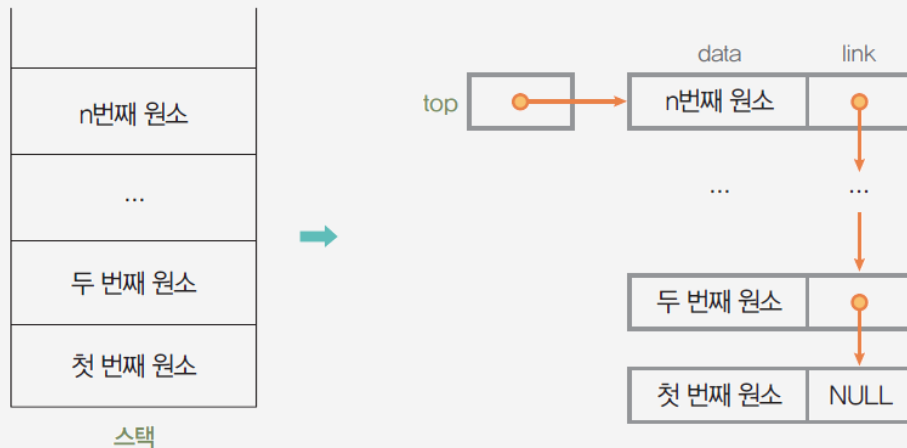 n번째 원소
...
두 번째 원소
첫 번째 원소
스택
data link
top
n번째 원소
... ...
두 번째 원소
첫 번째 원소 NULL